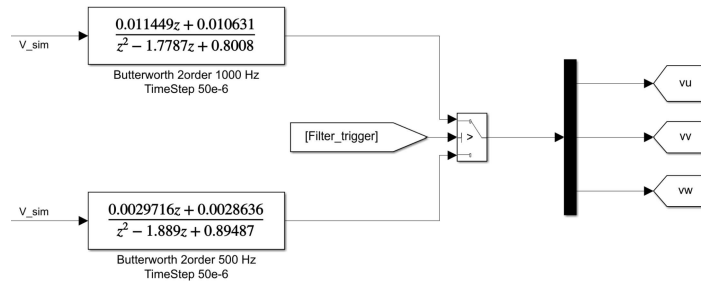 0.011449z + 0.010631
z² − 1.7787z + 0.8008
V_sim
Butterworth 2order 1000 Hz
TimeStep 50e-6
vu
[Filter_trigger]
>
vv
vw
0.0029716z + 0.0028636
z² − 1.889z + 0.89487
V_sim
Butterworth 2order 500 Hz
TimeStep 50e-6